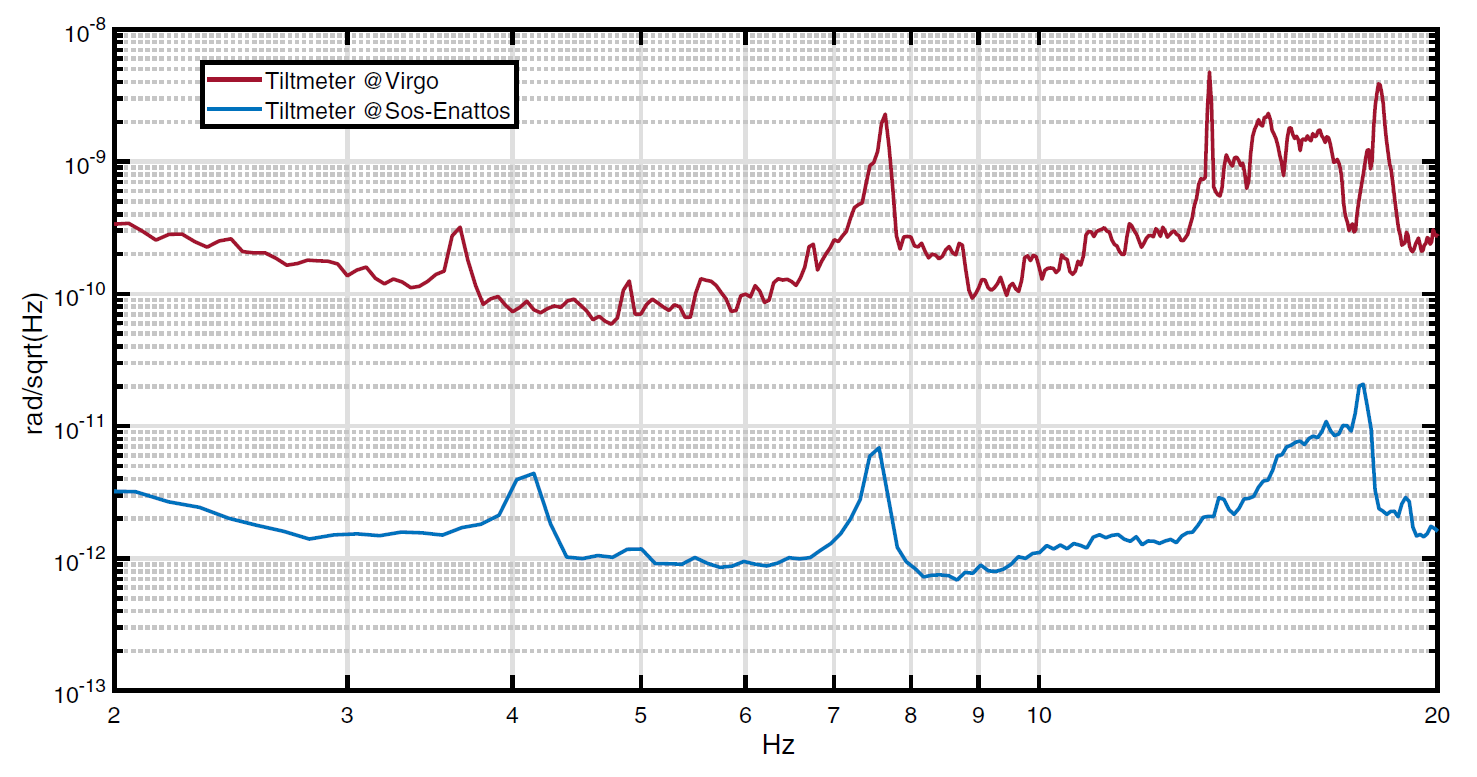 10^-8
Tiltmeter @Virgo
Tiltmeter @Sos-Enattos
10^-9
10^-10
rad/sqrt(Hz)
10^-11
10^-12
10^-13
2 3 4 5 6 7 8 9 10 20
Hz